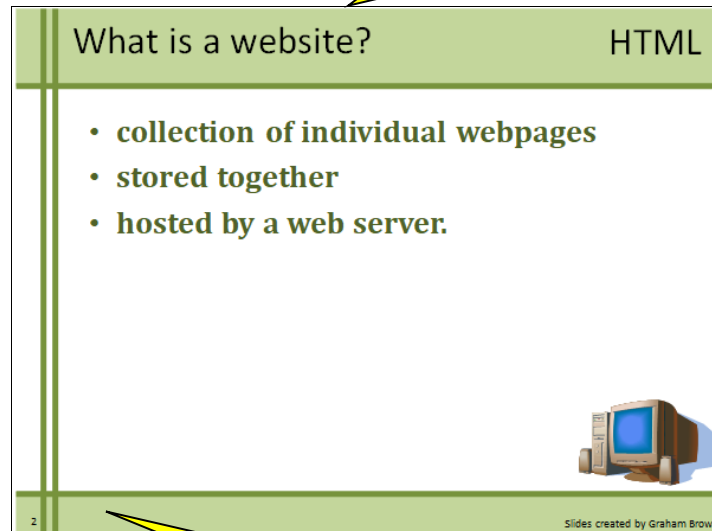 What is a website? HTML
• collection of individual webpages
• stored together
• hosted by a web server.
2 Slides created by Graham Brow